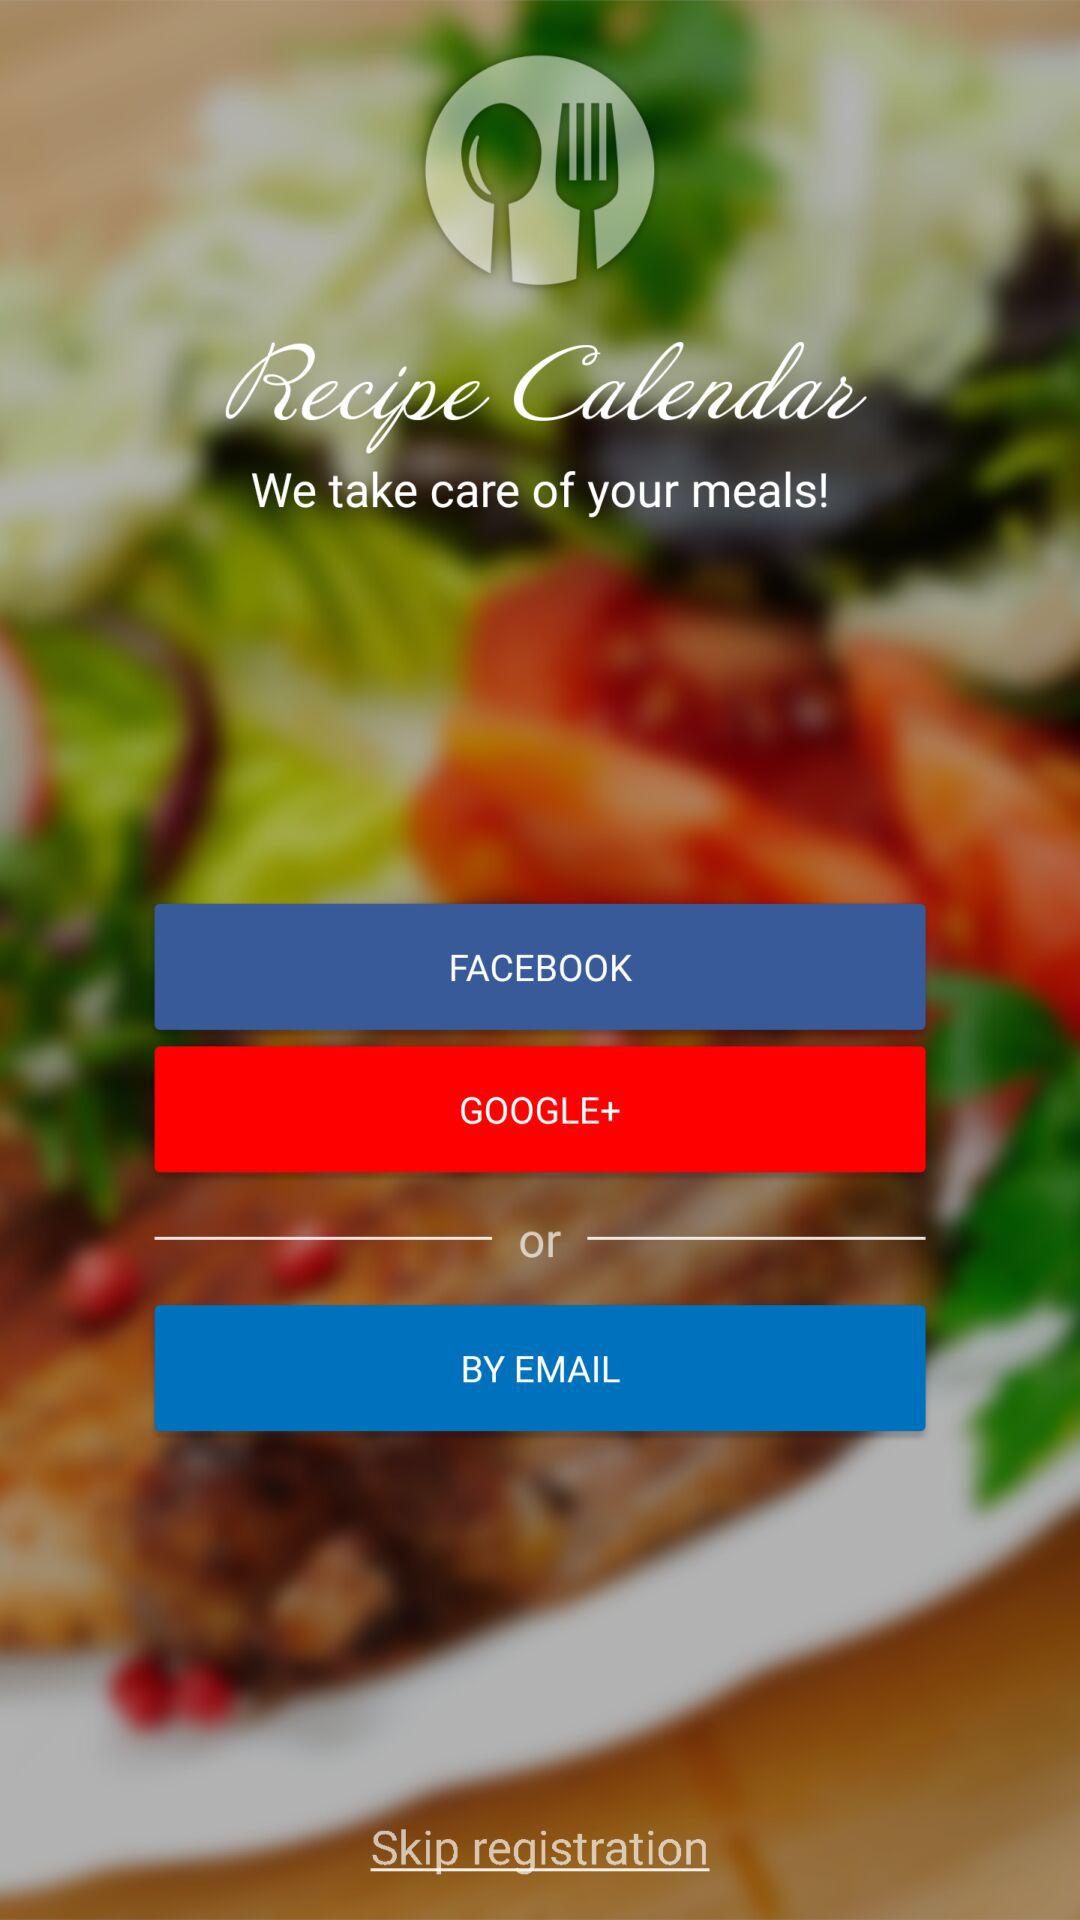 Recipe Calendar
We take care of your meals!
FACEBOOK
GOOGLE+
or
BY EMAIL
Skip registration